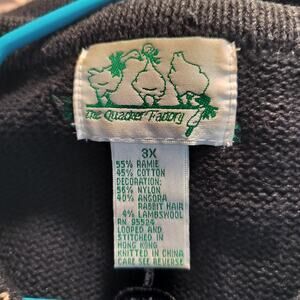 The Quacker Factory
3X
55% RAMIE
45% COTTON
DECORATION:
56% NYLON
40% ANGORA
RABBIT HAIR
4% LAMBSWOOL
RN 95524
LOOPED AND
STITCHED IN
HONG KONG
KNITTED IN CHINA
CARE SEE REVERSE